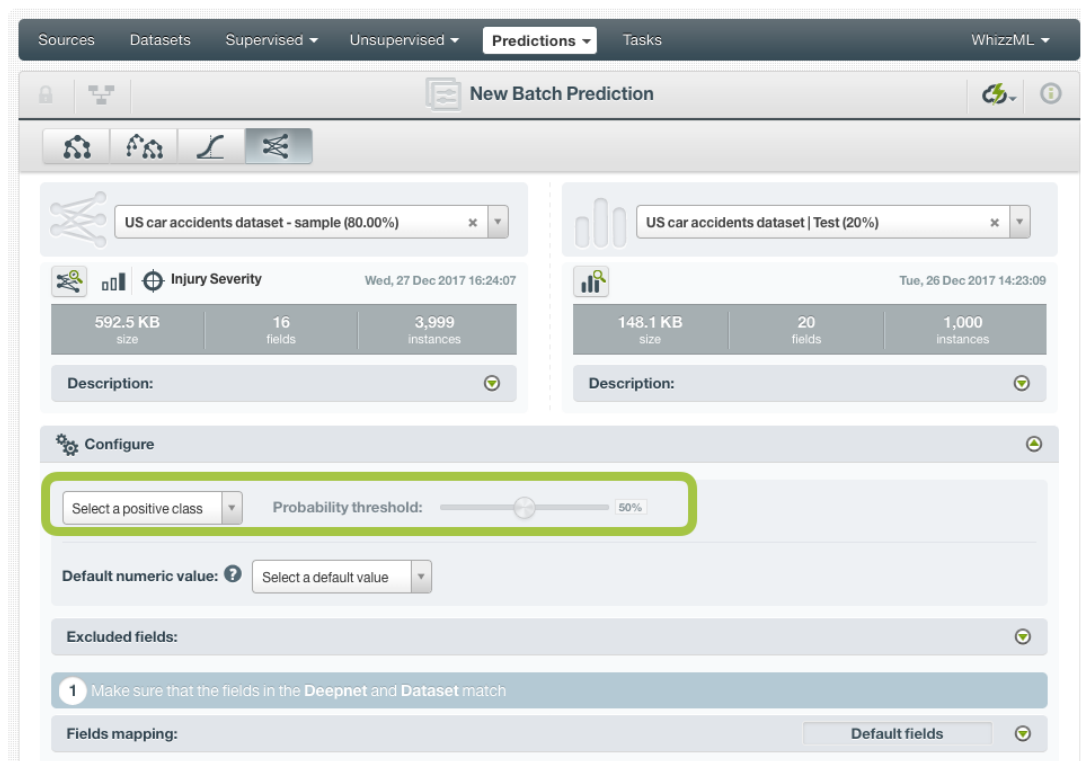 Sources Datasets Supervised Unsupervised Predictions Tasks WhizzML
New Batch Prediction
US car accidents dataset - sample (80.00%) US car accidents dataset | Test (20%)
Injury Severity Wed, 27 Dec 2017 16:24:07 Tue, 26 Dec 2017 14:23:09
592.5 KB 16 3,999 148.1 KB 20 1,000
size fields instances size fields instances
Description: Description:
Configure
Select a positive class Probability threshold: 50%
Default numeric value: ? Select a default value
Excluded fields:
1 Make sure that the fields in the Deepnet and Dataset match
Fields mapping: Default fields